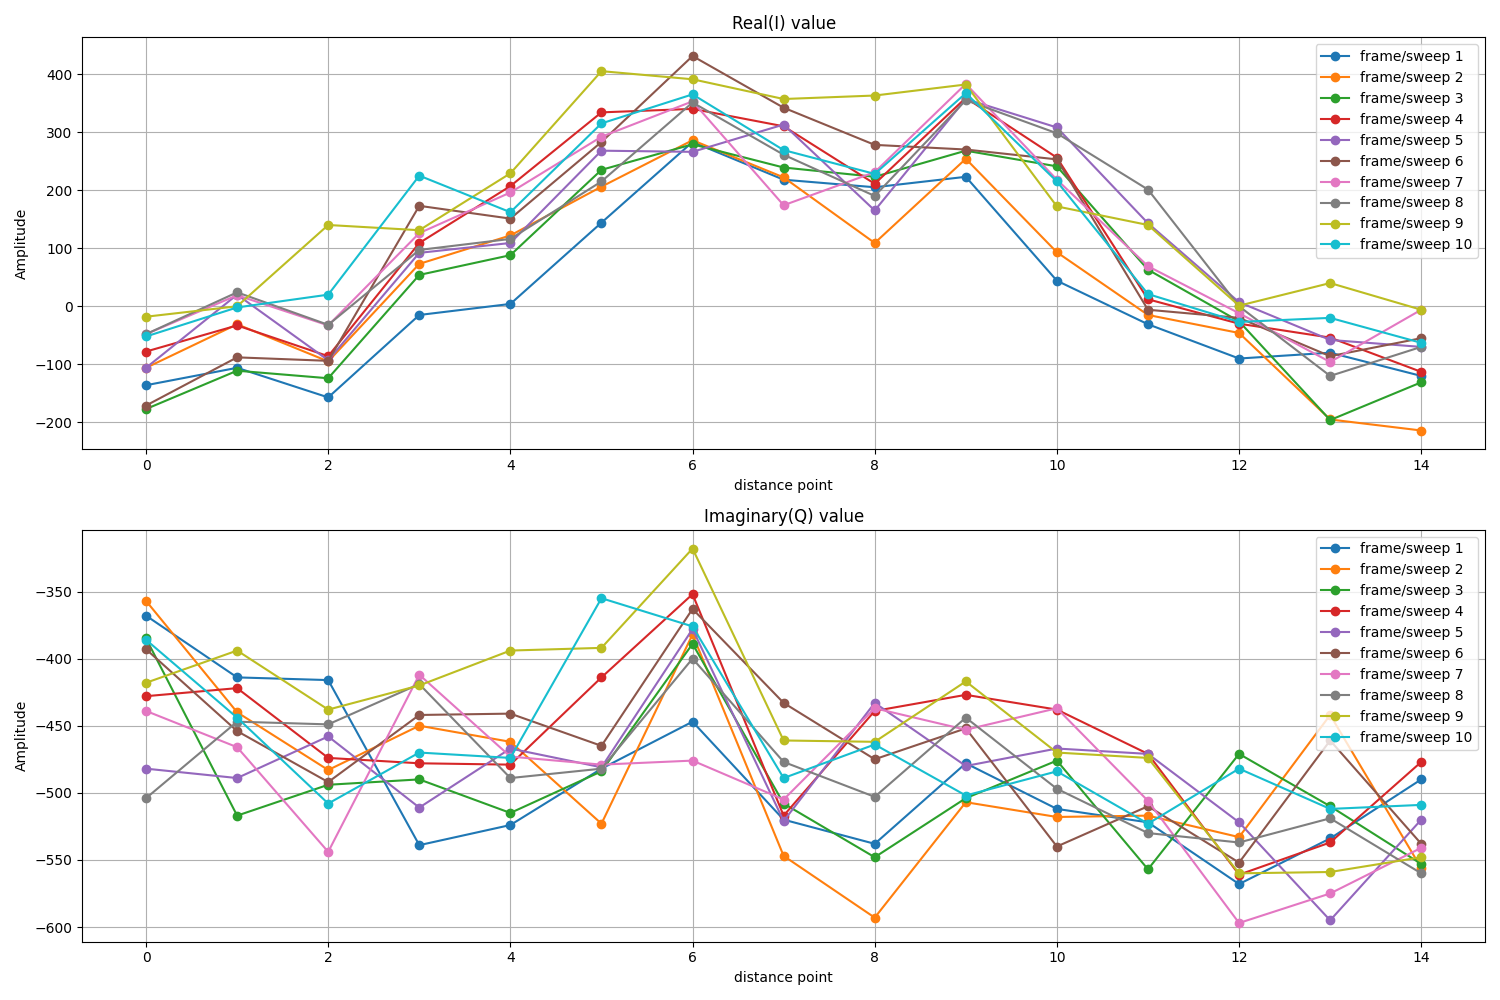 Real(I) value
Amplitude
400
300
200
100
0
−100
−200
0 2 4 6 8 10 12 14
distance point
frame/sweep 1
frame/sweep 2
frame/sweep 3
frame/sweep 4
frame/sweep 5
frame/sweep 6
frame/sweep 7
frame/sweep 8
frame/sweep 9
frame/sweep 10
Imaginary(Q) value
Amplitude
−350
−400
−450
−500
−550
−600
0 2 4 6 8 10 12 14
distance point
frame/sweep 1
frame/sweep 2
frame/sweep 3
frame/sweep 4
frame/sweep 5
frame/sweep 6
frame/sweep 7
frame/sweep 8
frame/sweep 9
frame/sweep 10